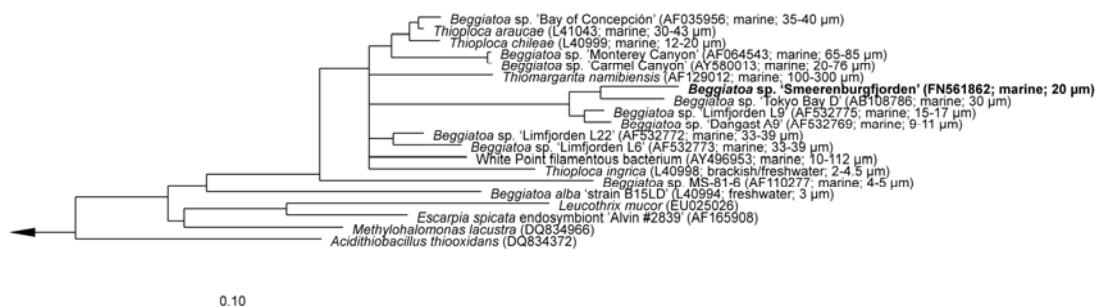 Beggiatoa sp. 'Bay of Concepción' (AF035956; marine; 35-40 µm)
Thioploca araucae (L41043; marine; 30-43 µm)
Thioploca chileae (L40999; marine; 12-20 µm)
Beggiatoa sp. 'Monterey Canyon' (AF064543; marine; 65-85 µm)
Beggiatoa sp. 'Carmel Canyon' (AY580013; marine; 20-76 µm)
Thiomargarita namibiensis (AF129012; marine; 100-300 µm)
Beggiatoa sp. 'Smeerenburgfjorden' (FN561862; marine; 20 µm)
Beggiatoa sp. 'Tokyo Bay D' (AB108786; marine; 30 µm)
Beggiatoa sp. 'Limfjorden L9' (AF532775; marine; 15-17 µm)
Beggiatoa sp. 'Dangast A9' (AF532769; marine; 9-11 µm)
Beggiatoa sp. 'Limfjorden L22' (AF532772; marine; 33-39 µm)
Beggiatoa sp. 'Limfjorden L6' (AF532773; marine; 33-39 µm)
White Point filamentous bacterium (AY496953; marine; 10-112 µm)
Thioploca ingrica (L40998; brackish/freshwater; 2-4.5 µm)
Beggiatoa sp. MS-81-6 (AF110277; marine; 4-5 µm)
Beggiatoa alba 'strain B15LD' (L40994; freshwater; 3 µm)
Leucothrix mucor (EU025026)
Escarpia spicata endosymbiont 'Alvin #2839' (AF165908)
Methylohalomonas lacustra (DQ834966)
Acidithiobacillus thiooxidans (DQ834372)
0.10